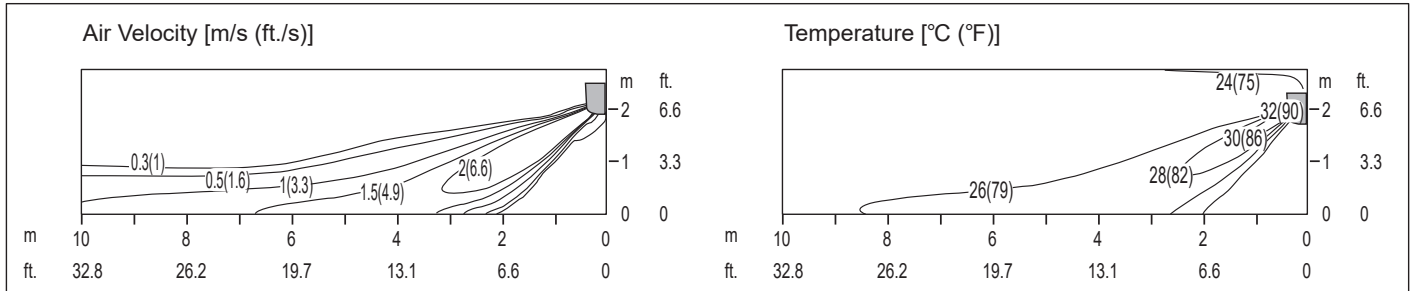 Air Velocity [m/s (ft./s)]
m ft.
2 6.6
1 3.3
0 0
0.3(1)
0.5(1.6)
1(3.3)
1.5(4.9)
2(6.6)
m 10 8 6 4 2 0
ft. 32.8 26.2 19.7 13.1 6.6 0
Temperature [°C (°F)]
m ft.
2 6.6
1 3.3
0 0
24(75)
32(90)
30(86)
28(82)
26(79)
m 10 8 6 4 2 0
ft. 32.8 26.2 19.7 13.1 6.6 0